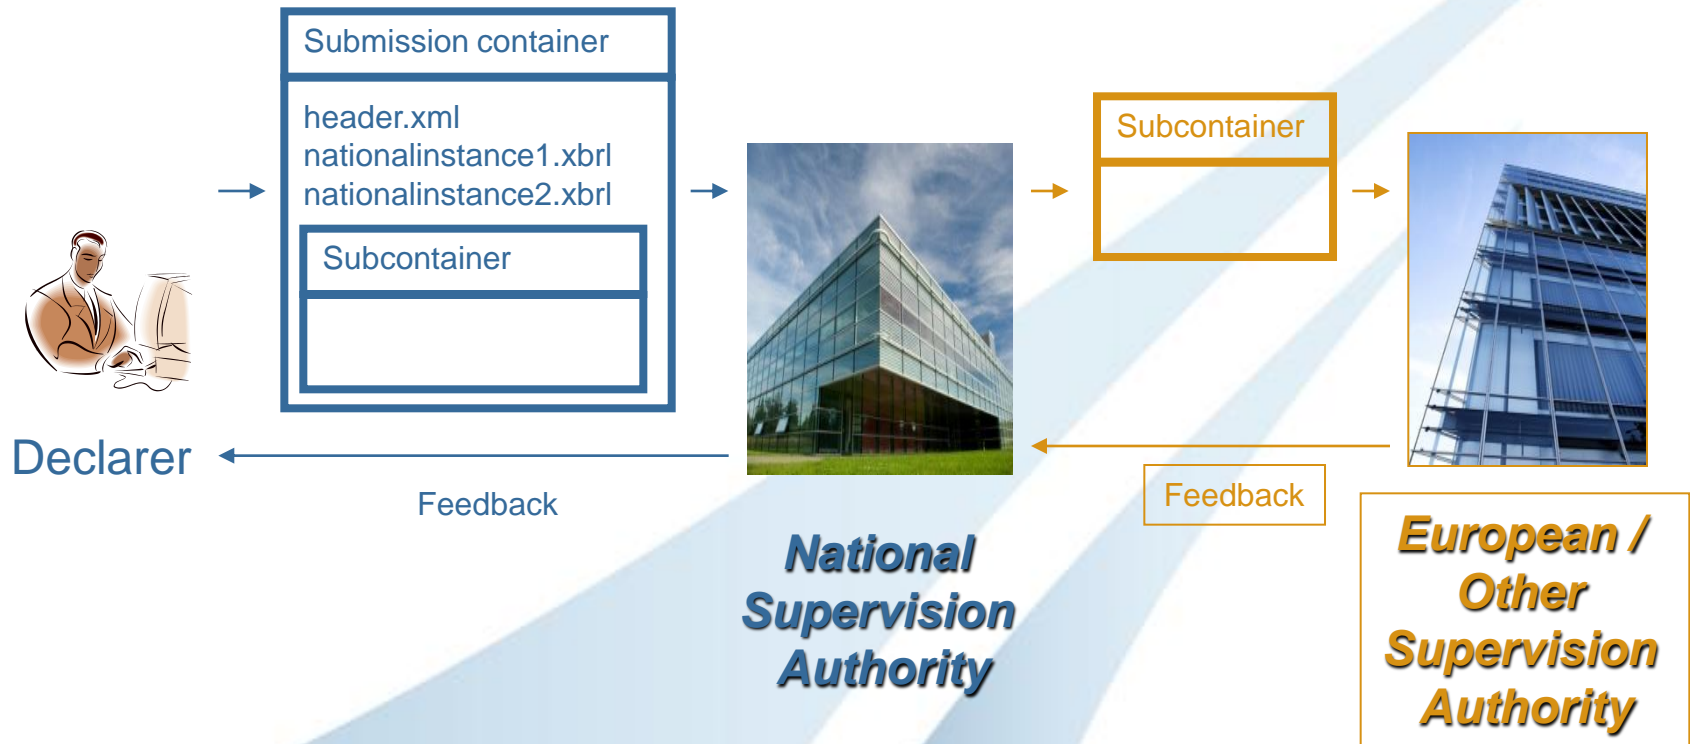 Submission container
header.xml
nationalinstance1.xbrl
nationalinstance2.xbrl
Subcontainer
Subcontainer
Declarer
Feedback
Feedback
National
Supervision
Authority
European /
Other
Supervision
Authority